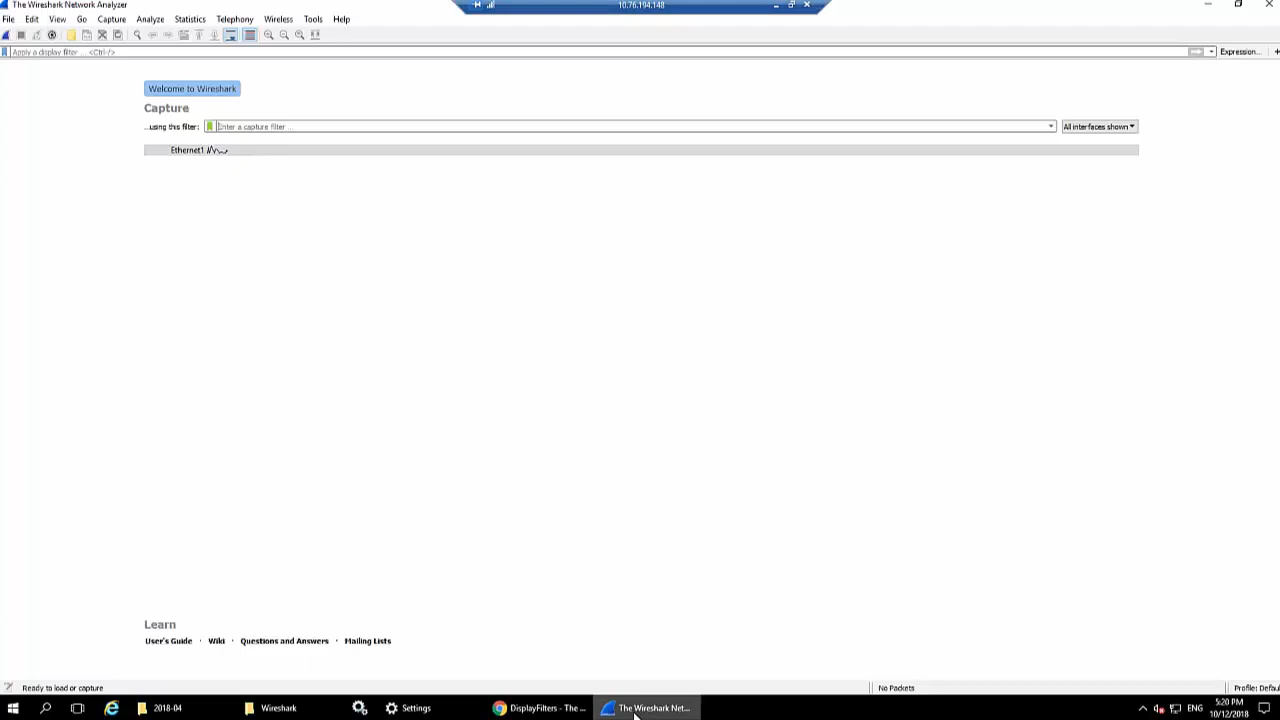 The Wireshark Network Analyzer
10.76.194.148
File Edit View Go Capture Analyze Statistics Telephony Wireless Tools Help
Apply a display filter ... <Ctrl-/>
Expression... +
Welcome to Wireshark
Capture
...using this filter: Enter a capture filter ... All interfaces shown
Ethernet1
Learn
User's Guide · Wiki · Questions and Answers · Mailing Lists
Ready to load or capture No Packets Profile: Defau
2018-04 Wireshark Settings DisplayFilters - The ... The Wireshark Net... ENG 5:20 PM
10/12/2018